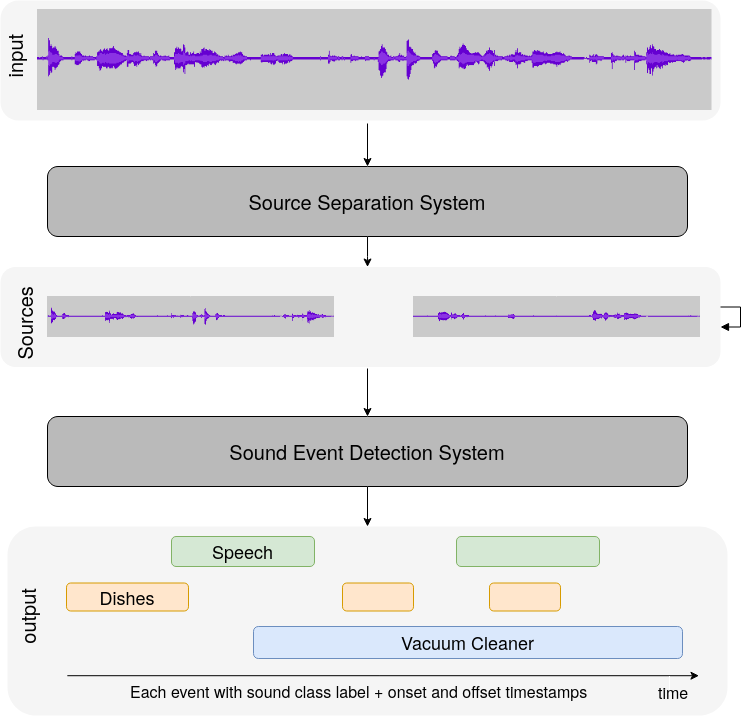 input
Source Separation System
Sources
Sound Event Detection System
output
Speech
Dishes
Vacuum Cleaner
Each event with sound class label + onset and offset timestamps
time